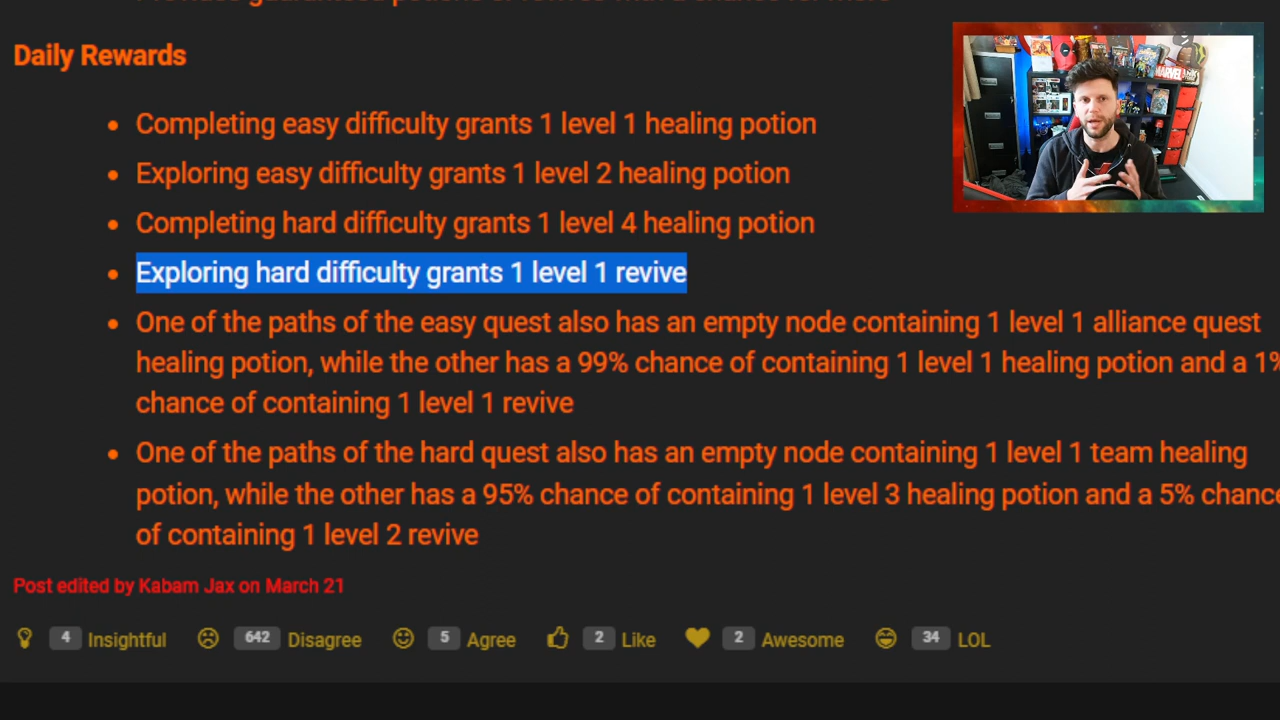 Daily Rewards
• Completing easy difficulty grants 1 level 1 healing potion
• Exploring easy difficulty grants 1 level 2 healing potion
• Completing hard difficulty grants 1 level 4 healing potion
• Exploring hard difficulty grants 1 level 1 revive
• One of the paths of the easy quest also has an empty node containing 1 level 1 alliance quest
healing potion, while the other has a 99% chance of containing 1 level 1 healing potion and a 1%
chance of containing 1 level 1 revive
• One of the paths of the hard quest also has an empty node containing 1 level 1 team healing
potion, while the other has a 95% chance of containing 1 level 3 healing potion and a 5% chance
of containing 1 level 2 revive
Post edited by Kabam Jax on March 21
4 Insightful 642 Disagree 5 Agree 2 Like 2 Awesome 34 LOL
MARVEL